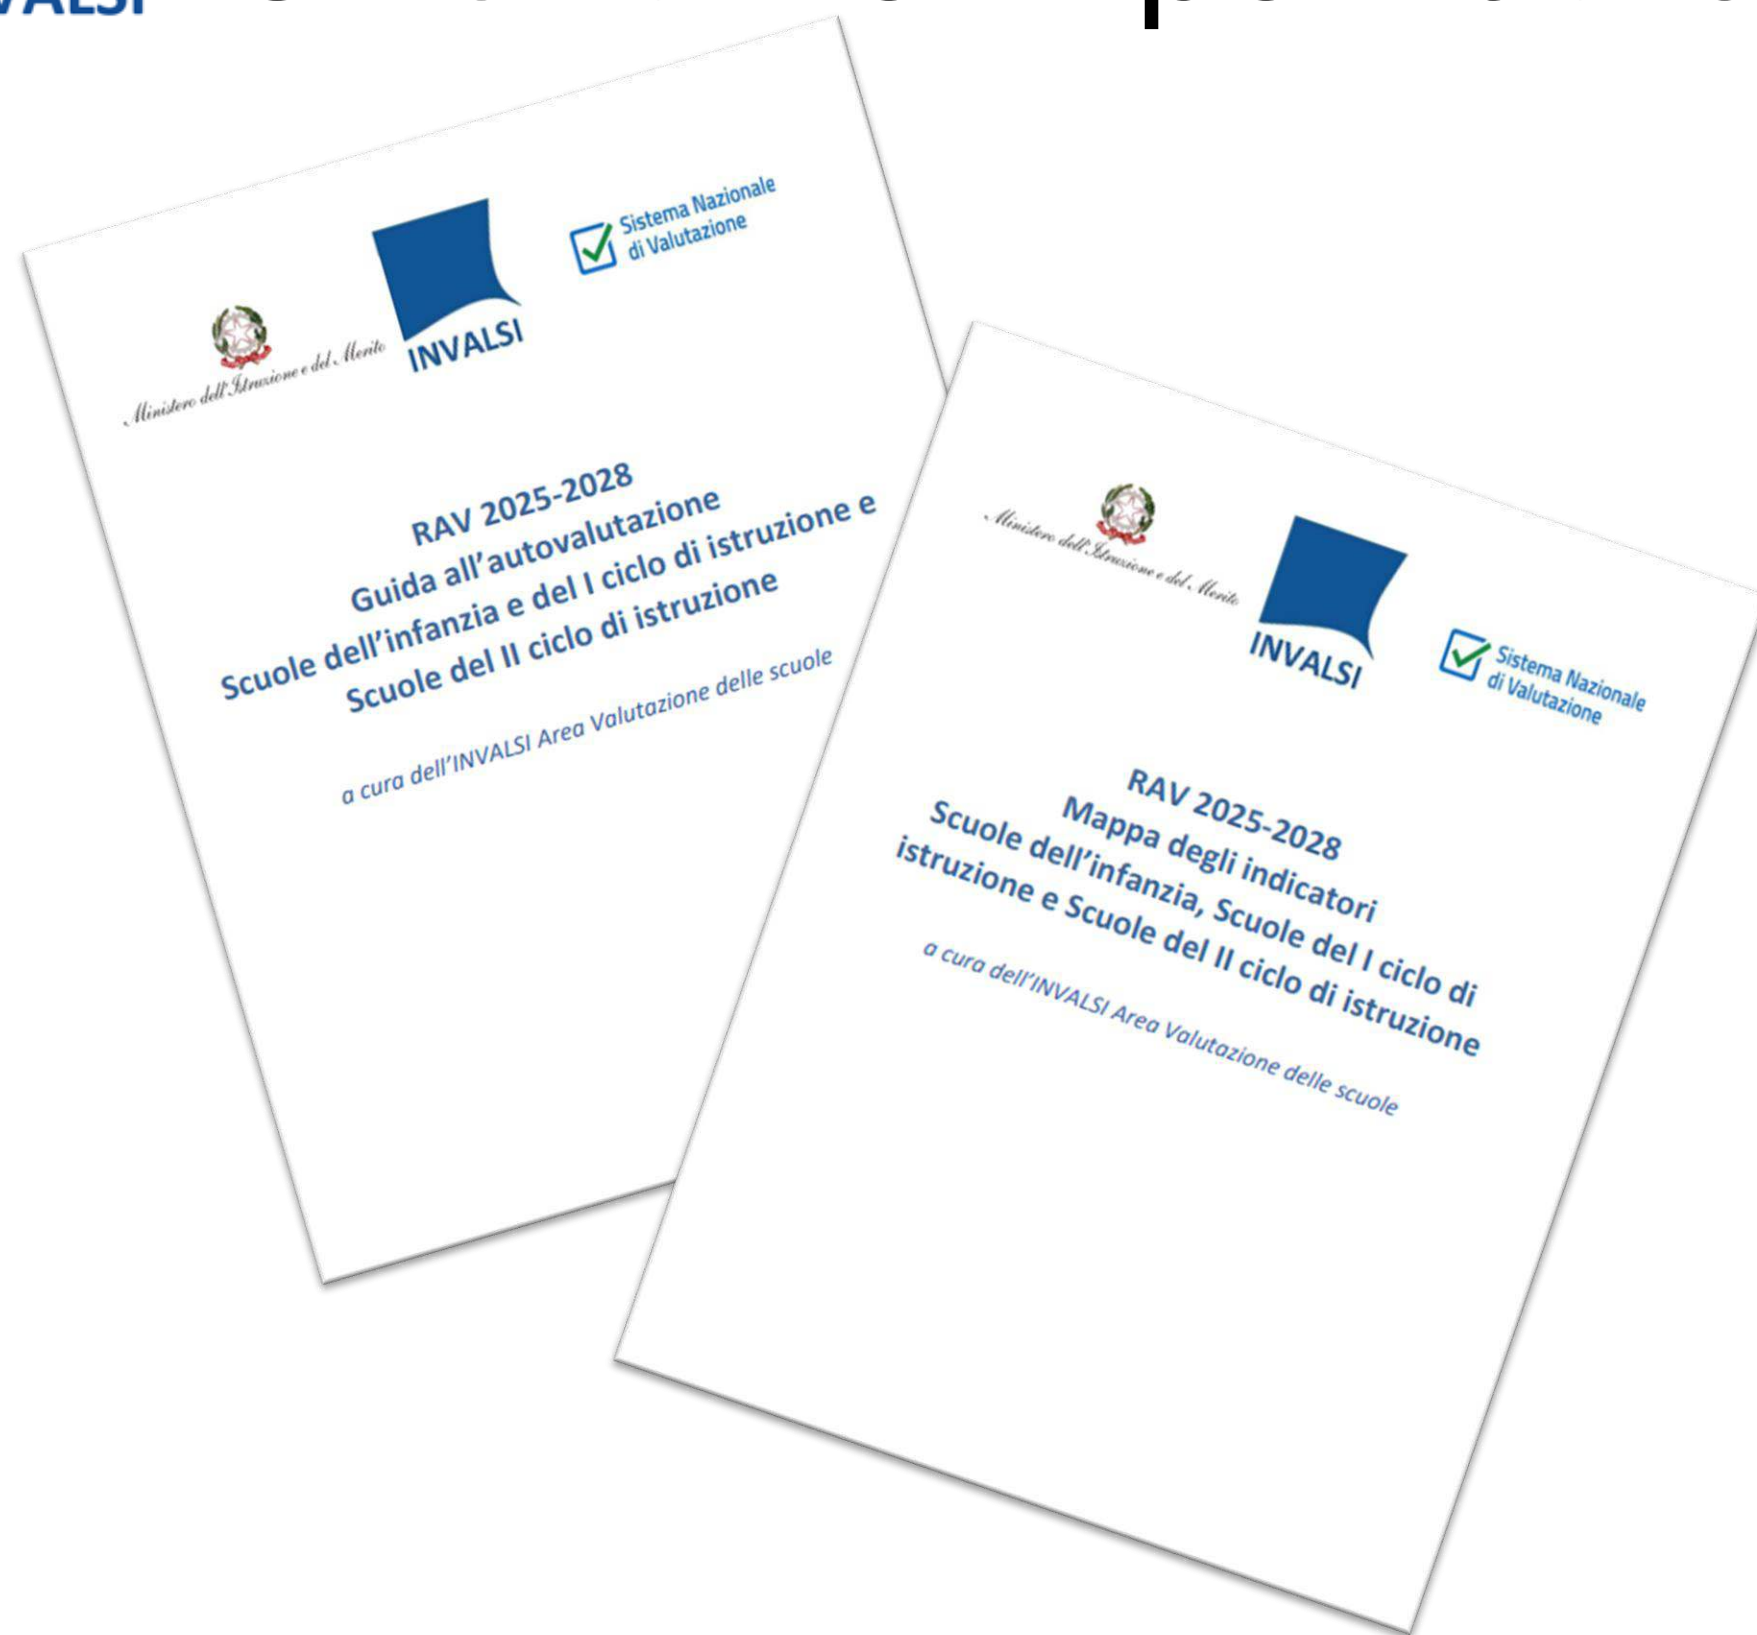 Ministero dell'Istruzione e del Merito
INVALSI
Sistema Nazionale
di Valutazione
RAV 2025-2028
Guida all'autovalutazione
Scuole dell'infanzia e del I ciclo di istruzione e
Scuole del II ciclo di istruzione
a cura dell'INVALSI Area Valutazione delle scuole
Ministero dell'Istruzione e del Merito
INVALSI
Sistema Nazionale
di Valutazione
RAV 2025-2028
Mappa degli indicatori
Scuole dell'infanzia, Scuole del I ciclo di
istruzione e Scuole del II ciclo di istruzione
a cura dell'INVALSI Area Valutazione delle scuole